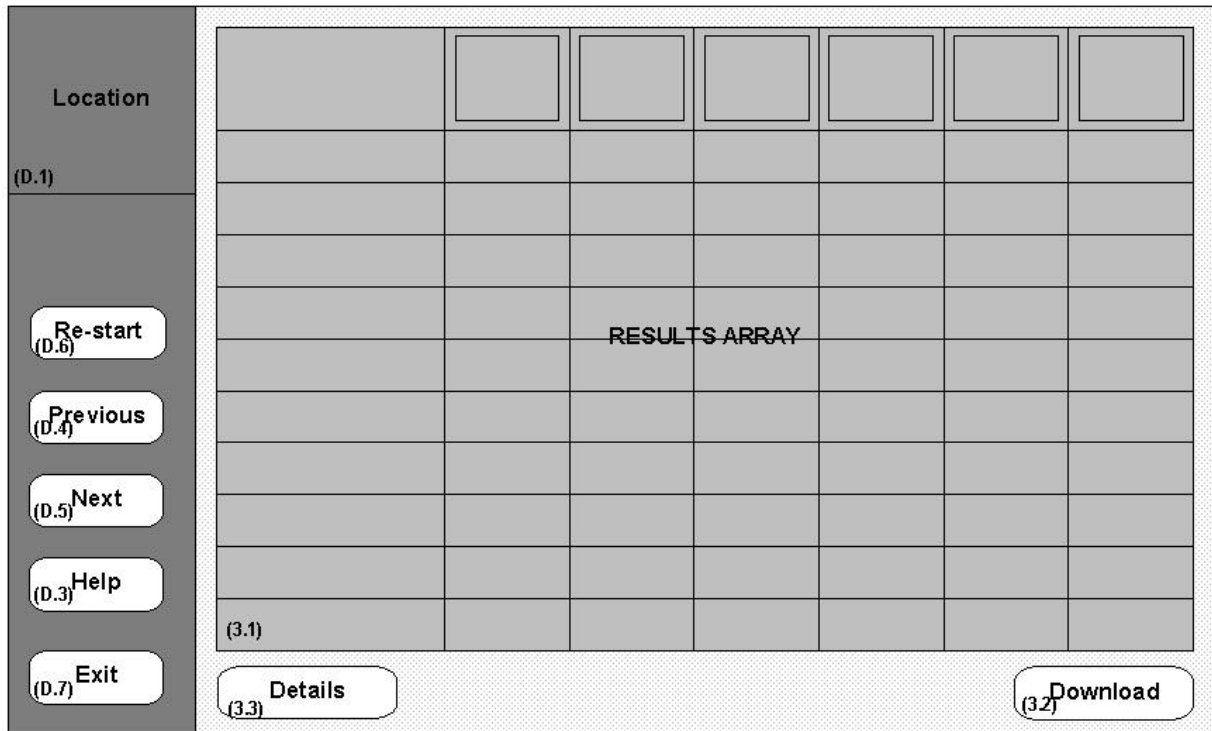 Location
(D.1)
Re-start
(D.6)
Previous
(D.4)
Next
(D.5)
Help
(D.3)
Exit
(D.7)
RESULTS ARRAY
(3.1)
Details
(3.3)
Download
(3.2)